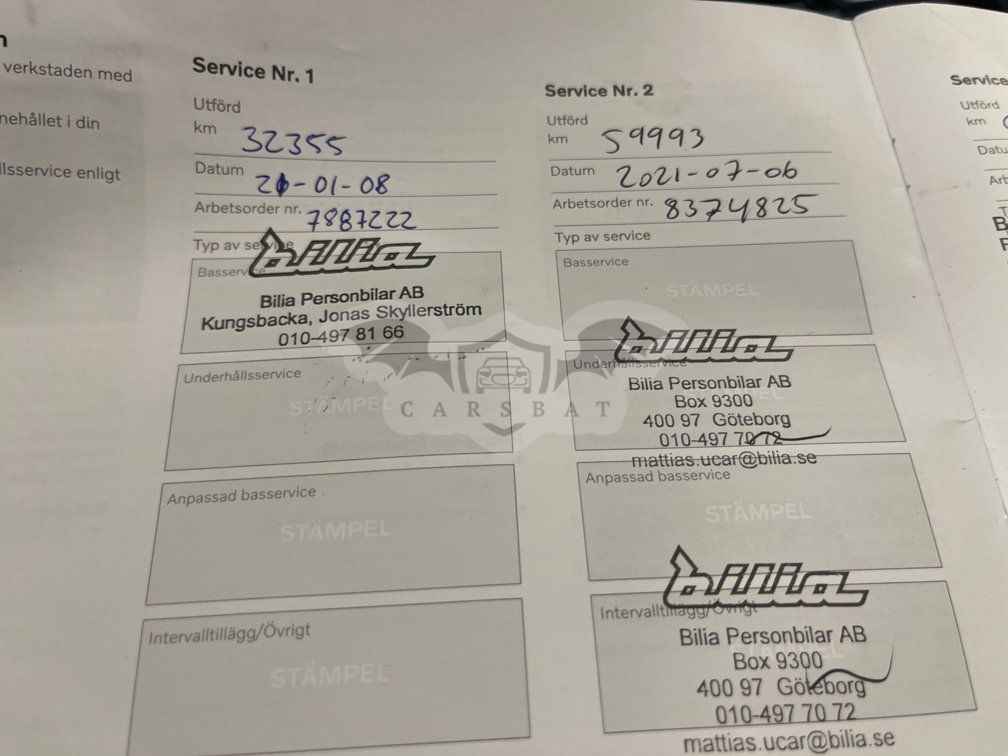 verkstaden med
nehållet i din
llsservice enligt
Service Nr. 1
Utförd
km 32355
Datum 21-01-08
Arbetsorder nr. 7887222
Typ av service
bilia
Basservice
Bilia Personbilar AB
Kungsbacka, Jonas Skyllerström
010-497 81 66
Underhållsservice
STÄMPEL
Anpassad basservice
STÄMPEL
Intervalltillägg/Övrigt
STÄMPEL
Service Nr. 2
Utförd
km 59993
Datum 2021-07-06
Arbetsorder nr. 8374825
Typ av service
Basservice
STÄMPEL
bilia
Underhållsservice
Bilia Personbilar AB
Box 9300
400 97 Göteborg
010-497 70 72
mattias.ucar@bilia.se
Anpassad basservice
STÄMPEL
bilia
Intervalltillägg/Övrigt
Bilia Personbilar AB
Box 9300
400 97 Göteborg
010-497 70 72
mattias.ucar@bilia.se
Service
Utförd
km
Datu
Art
CARSBAT